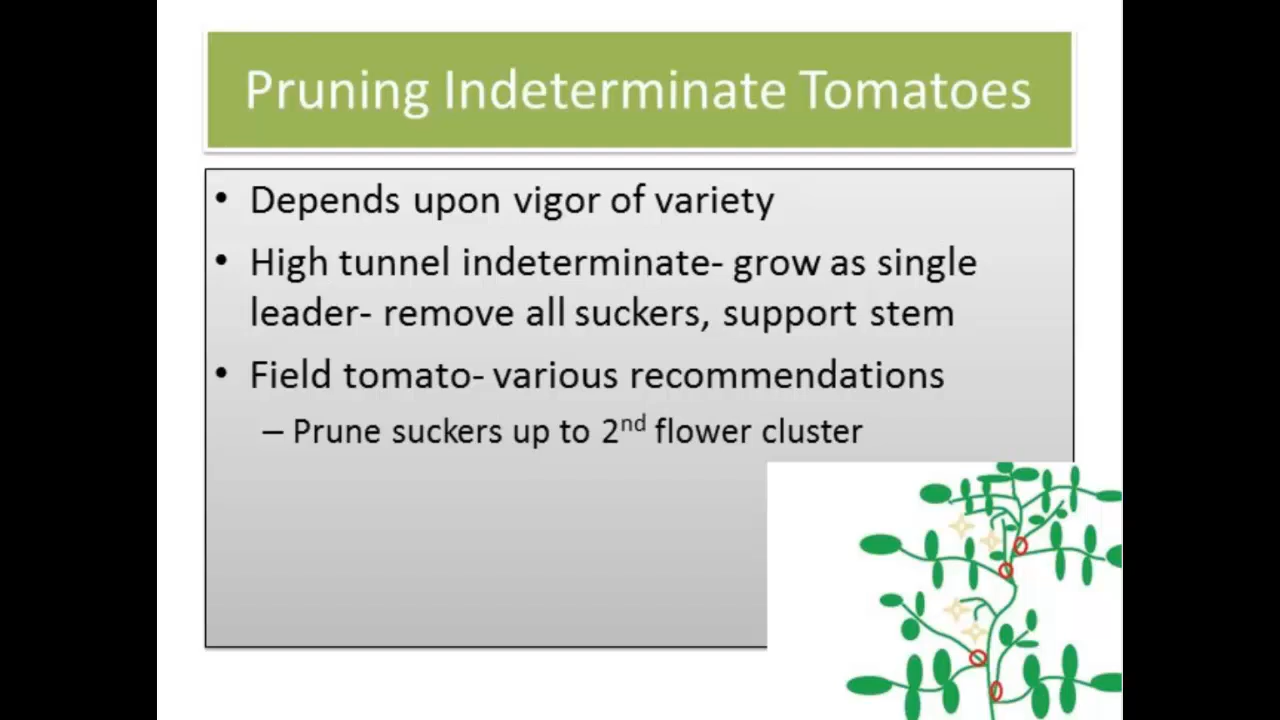 Pruning Indeterminate Tomatoes
• Depends upon vigor of variety
• High tunnel indeterminate- grow as single
leader- remove all suckers, support stem
• Field tomato- various recommendations
– Prune suckers up to 2nd flower cluster